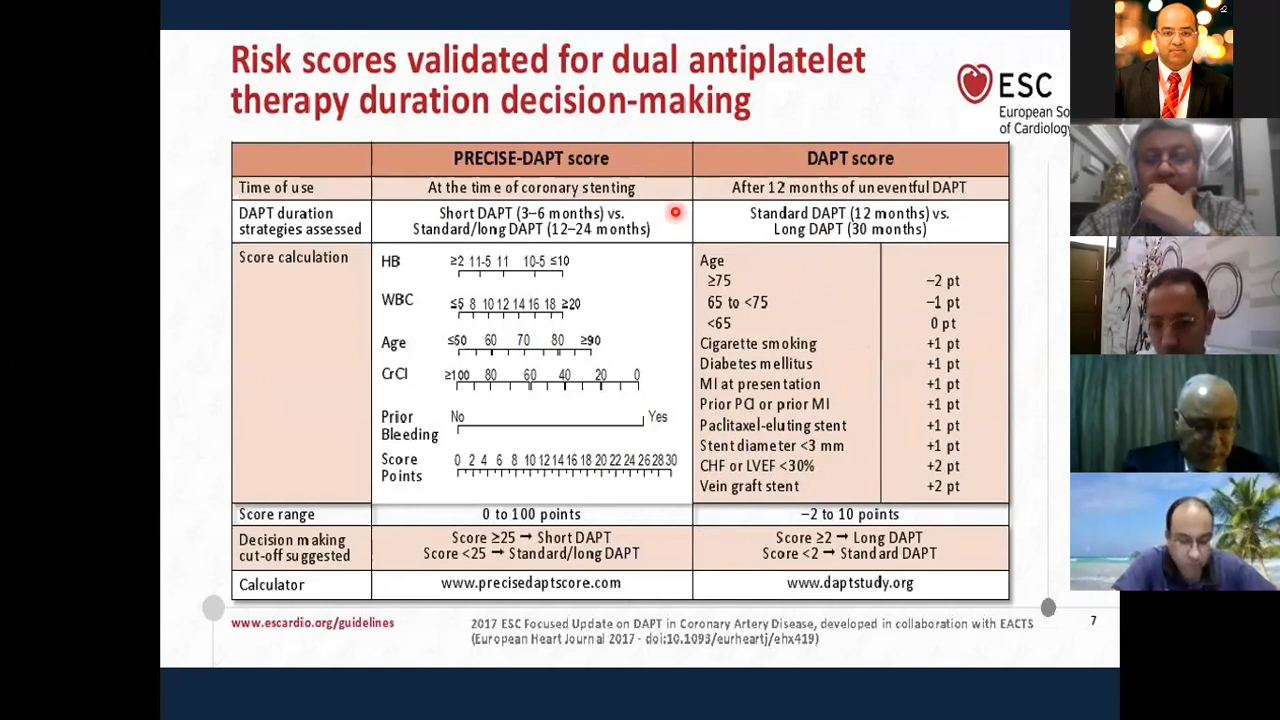 Risk scores validated for dual antiplatelet
therapy duration decision-making
ESC
European So
of Cardiology
PRECISE-DAPT score DAPT score
Time of use At the time of coronary stenting After 12 months of uneventful DAPT
DAPT duration
strategies assessed
Short DAPT (3–6 months) vs.
Standard/long DAPT (12–24 months)
Standard DAPT (12 months) vs.
Long DAPT (30 months)
Score calculation
HB ≥2 11-5 11 10-5 ≤10
WBC ≤5 8 10 12 14 16 18 ≥20
Age ≤50 60 70 80 ≥90
CrCl ≥100 80 60 40 20 0
Prior
Bleeding
No Yes
Score
Points
0 2 4 6 8 10 12 14 16 18 20 22 24 26 28 30
Age
≥75 –2 pt
65 to <75 –1 pt
<65 0 pt
Cigarette smoking +1 pt
Diabetes mellitus +1 pt
MI at presentation +1 pt
Prior PCI or prior MI +1 pt
Paclitaxel-eluting stent +1 pt
Stent diameter <3 mm +1 pt
CHF or LVEF <30% +2 pt
Vein graft stent +2 pt
Score range 0 to 100 points –2 to 10 points
Decision making
cut-off suggested
Score ≥25 → Short DAPT
Score <25 → Standard/long DAPT
Score ≥2 → Long DAPT
Score <2 → Standard DAPT
Calculator www.precisedaptscore.com www.daptstudy.org
www.escardio.org/guidelines
2017 ESC Focused Update on DAPT in Coronary Artery Disease, developed in collaboration with EACTS
(European Heart Journal 2017 - doi:10.1093/eurheartj/ehx419)
7